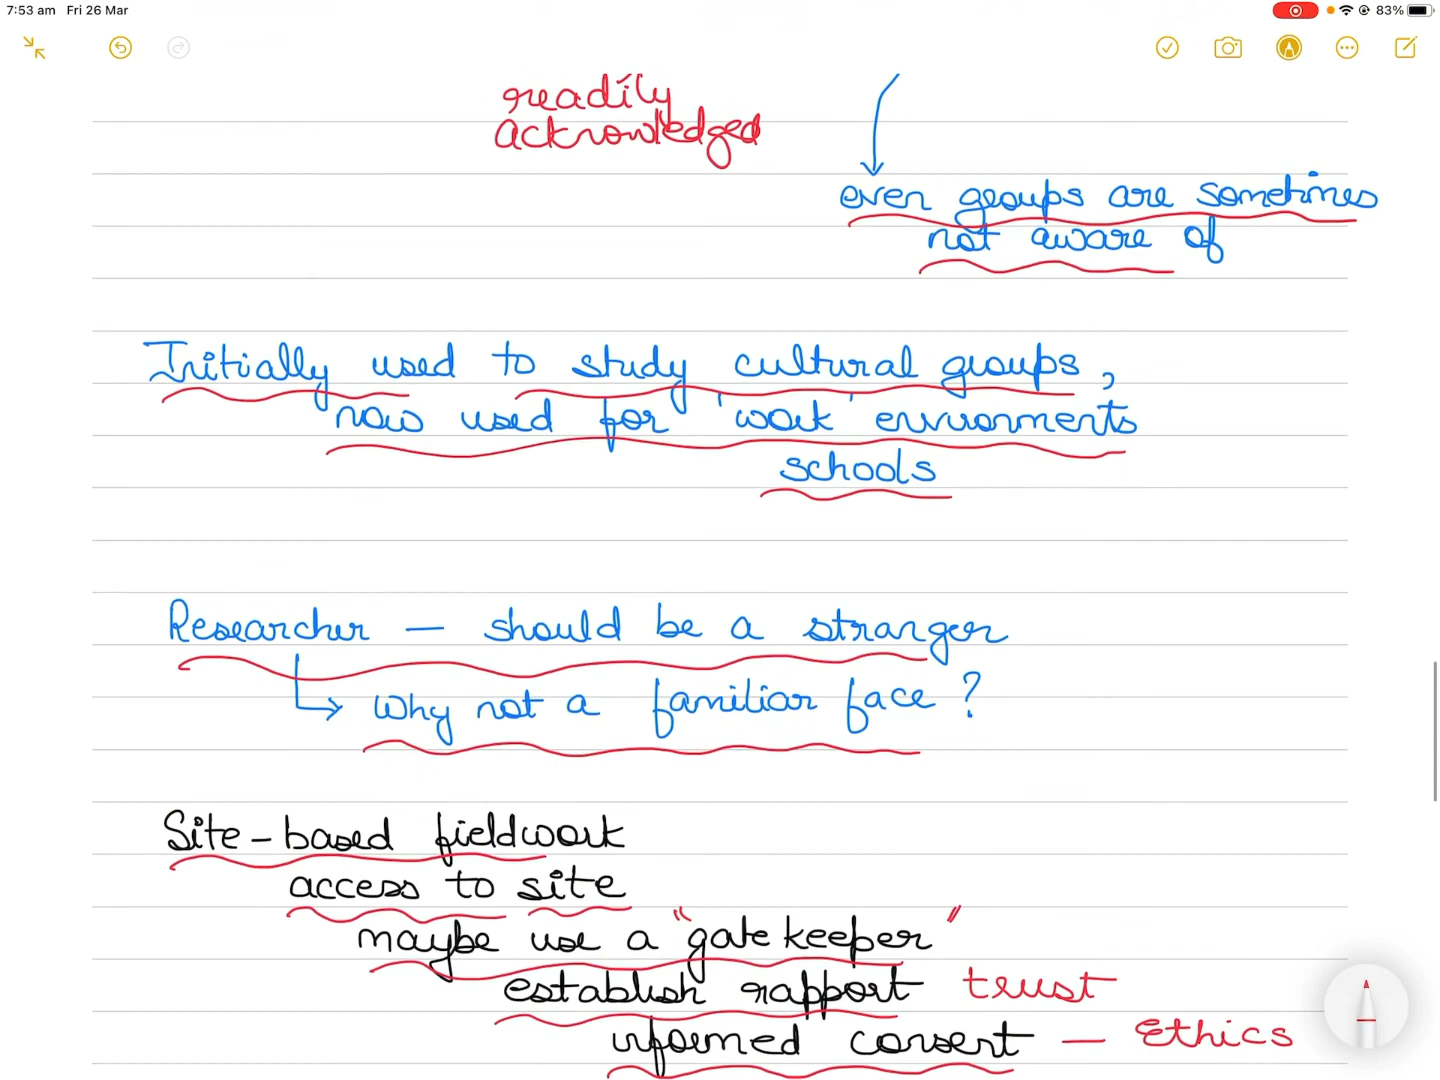 7:53 am Fri 26 Mar 83%
readily
acknowledged
even groups are sometimes
not aware of
Initially used to study cultural groups,
now used for 'work' environments
schools
Researcher – should be a stranger
↳ Why not a familiar face?
Site-based fieldwork
access to site
maybe use a "gatekeeper"
establish rapport trust
informed consent — Ethics